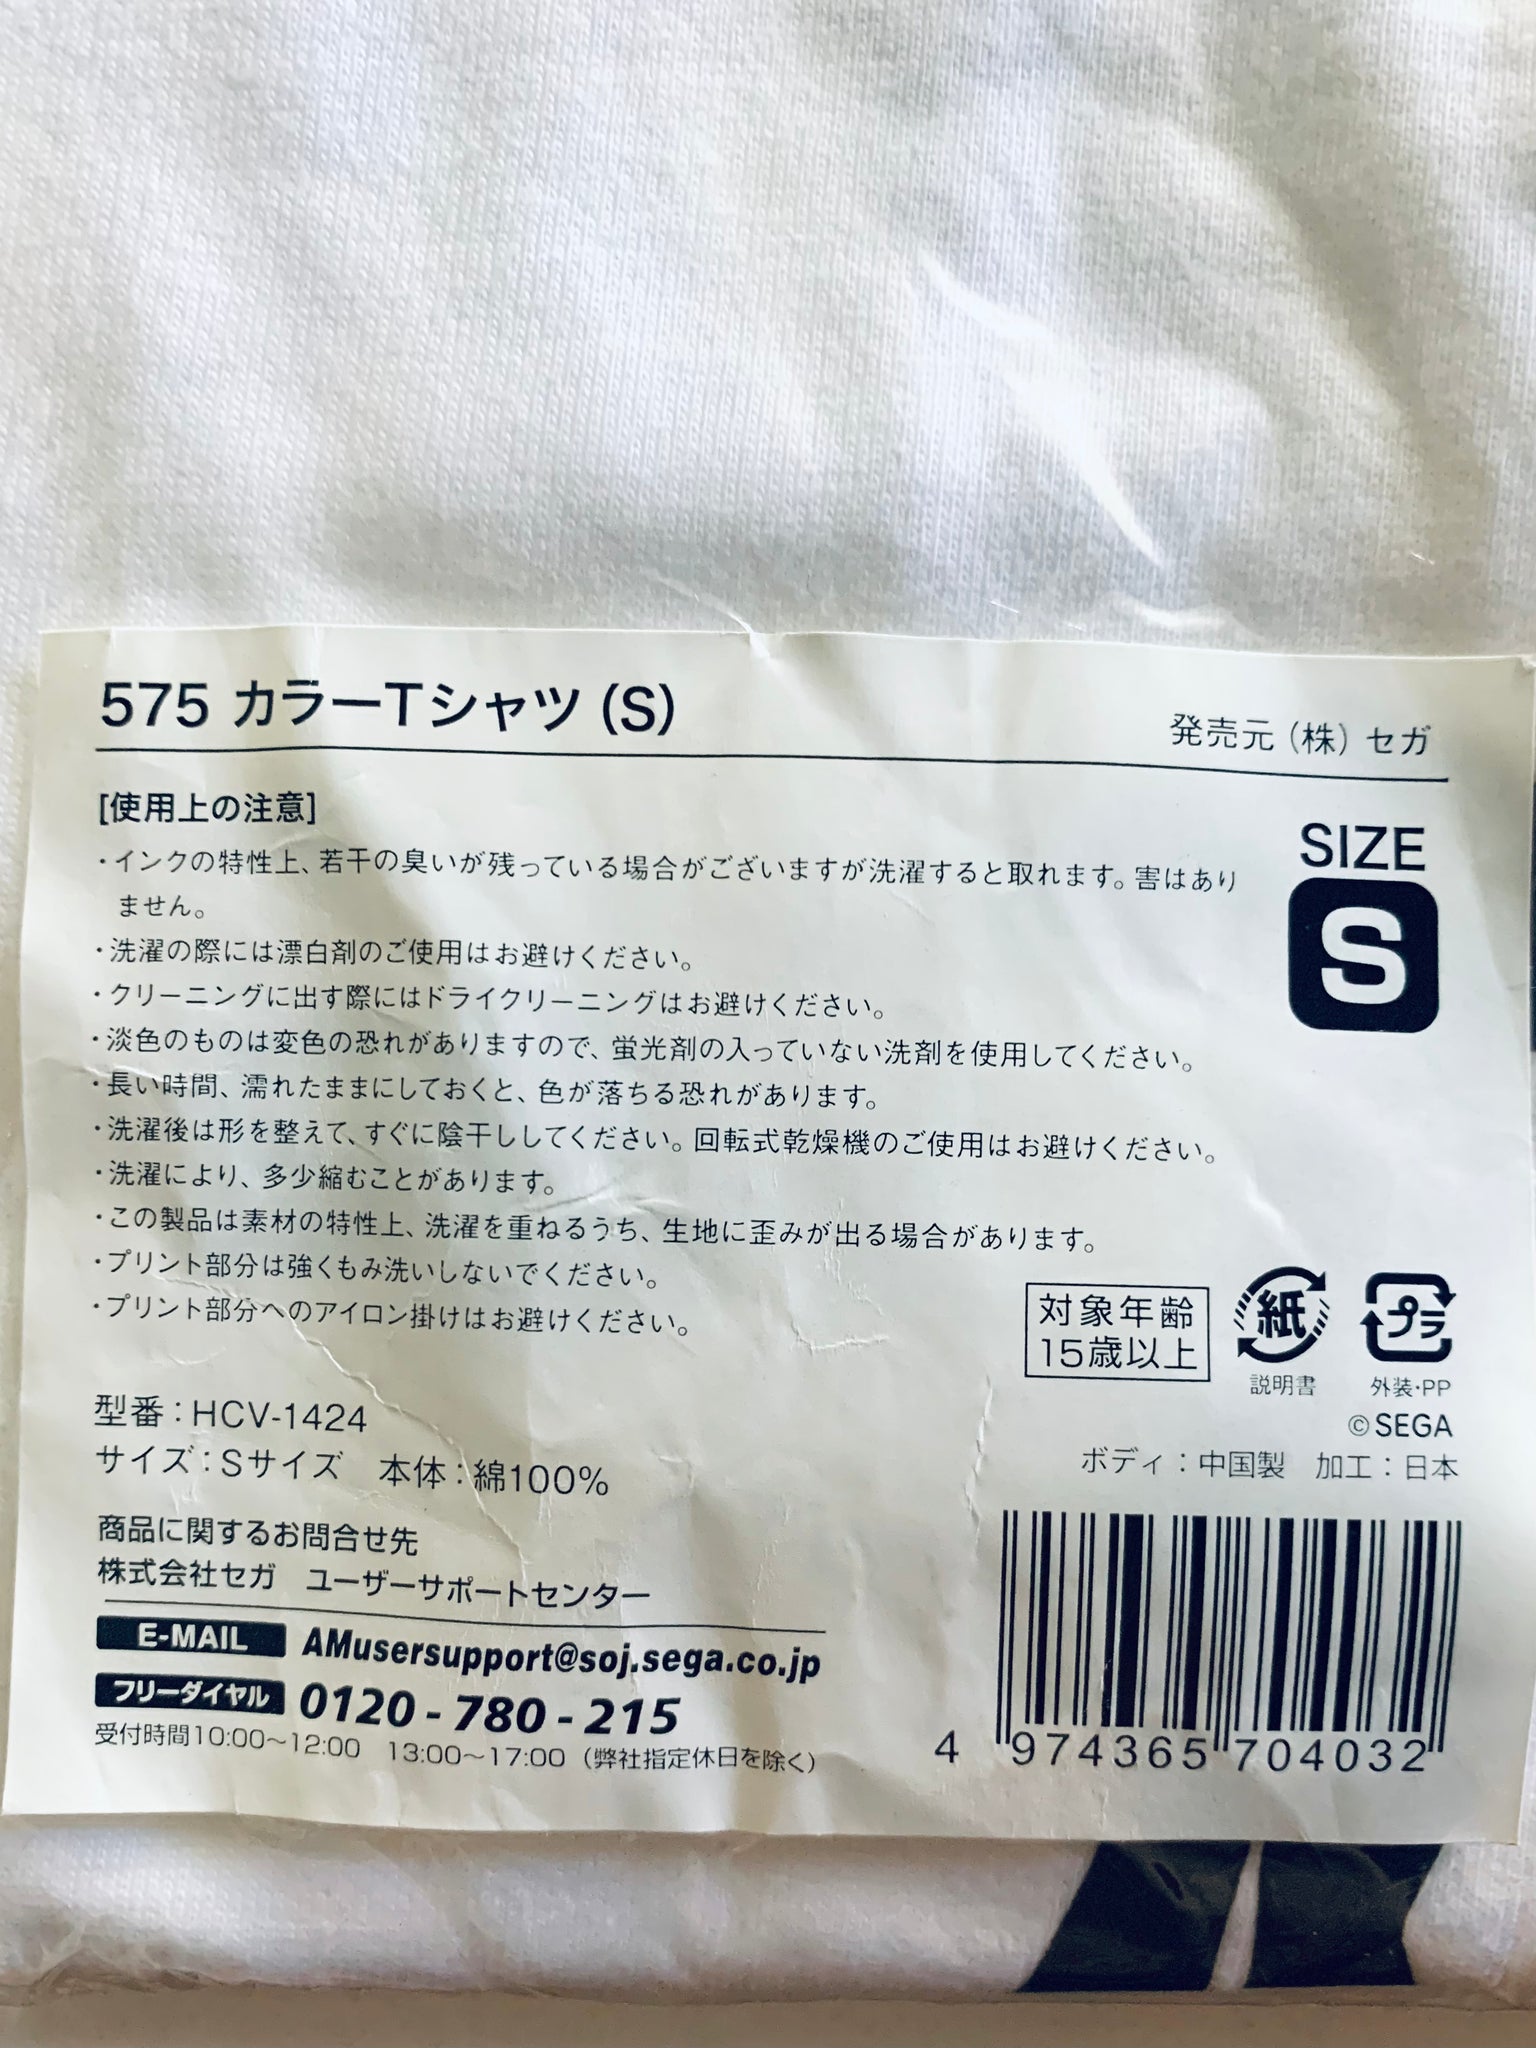 575 カラーTシャツ (S)
発売元 (株) セガ
[使用上の注意]
・インクの特性上、若干の臭いが残っている場合がございますが洗濯すると取れます。害はあり
ません。
・洗濯の際には漂白剤のご使用はお避けください。
・クリーニングに出す際にはドライクリーニングはお避けください。
・淡色のものは変色の恐れがありますので、蛍光剤の入っていない洗剤を使用してください。
・長い時間、濡れたままにしておくと、色が落ちる恐れがあります。
・洗濯後は形を整えて、すぐに陰干ししてください。回転式乾燥機のご使用はお避けください。
・洗濯により、多少縮むことがあります。
・この製品は素材の特性上、洗濯を重ねるうち、生地に歪みが出る場合があります。
・プリント部分は強くもみ洗いしないでください。
・プリント部分へのアイロン掛けはお避けください。
SIZE
S
対象年齢
15歳以上
紙
説明書
プラ
外装・PP
©SEGA
ボディ：中国製 加工：日本
型番：HCV-1424
サイズ：Sサイズ 本体：綿100%
商品に関するお問合せ先
株式会社セガ ユーザーサポートセンター
E-MAIL AMusersupport@soj.sega.co.jp
フリーダイヤル 0120-780-215
受付時間10:00〜12:00 13:00〜17:00 (弊社指定休日を除く)
4 974365 704032